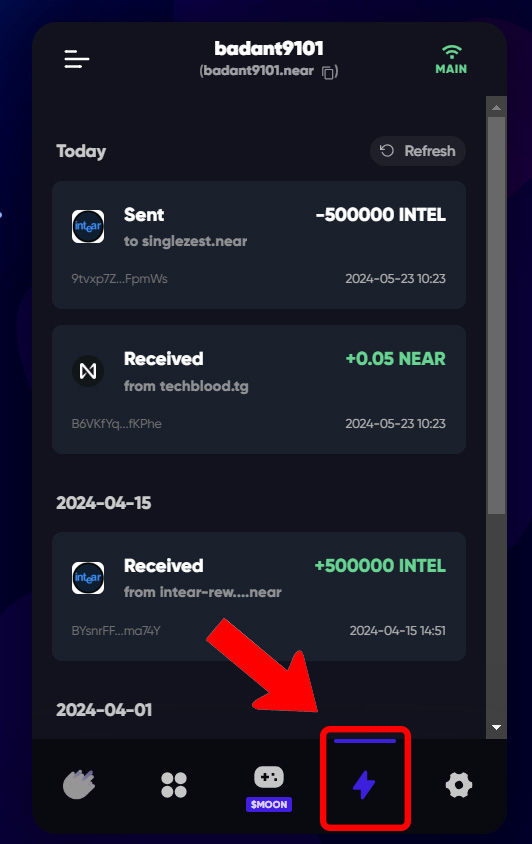 badant9101
(badant9101.near )
MAIN
Today
Refresh
intear
Sent
-500000 INTEL
to singlezest.near
9tvxp7Z...FpmWs
2024-05-23 10:23
Received
+0.05 NEAR
from techblood.tg
B6VKfYq...fKPhe
2024-05-23 10:23
2024-04-15
intear
Received
+500000 INTEL
from intear-rew....near
BYsnrFF...ma74Y
2024-04-15 14:51
2024-04-01
$MOON